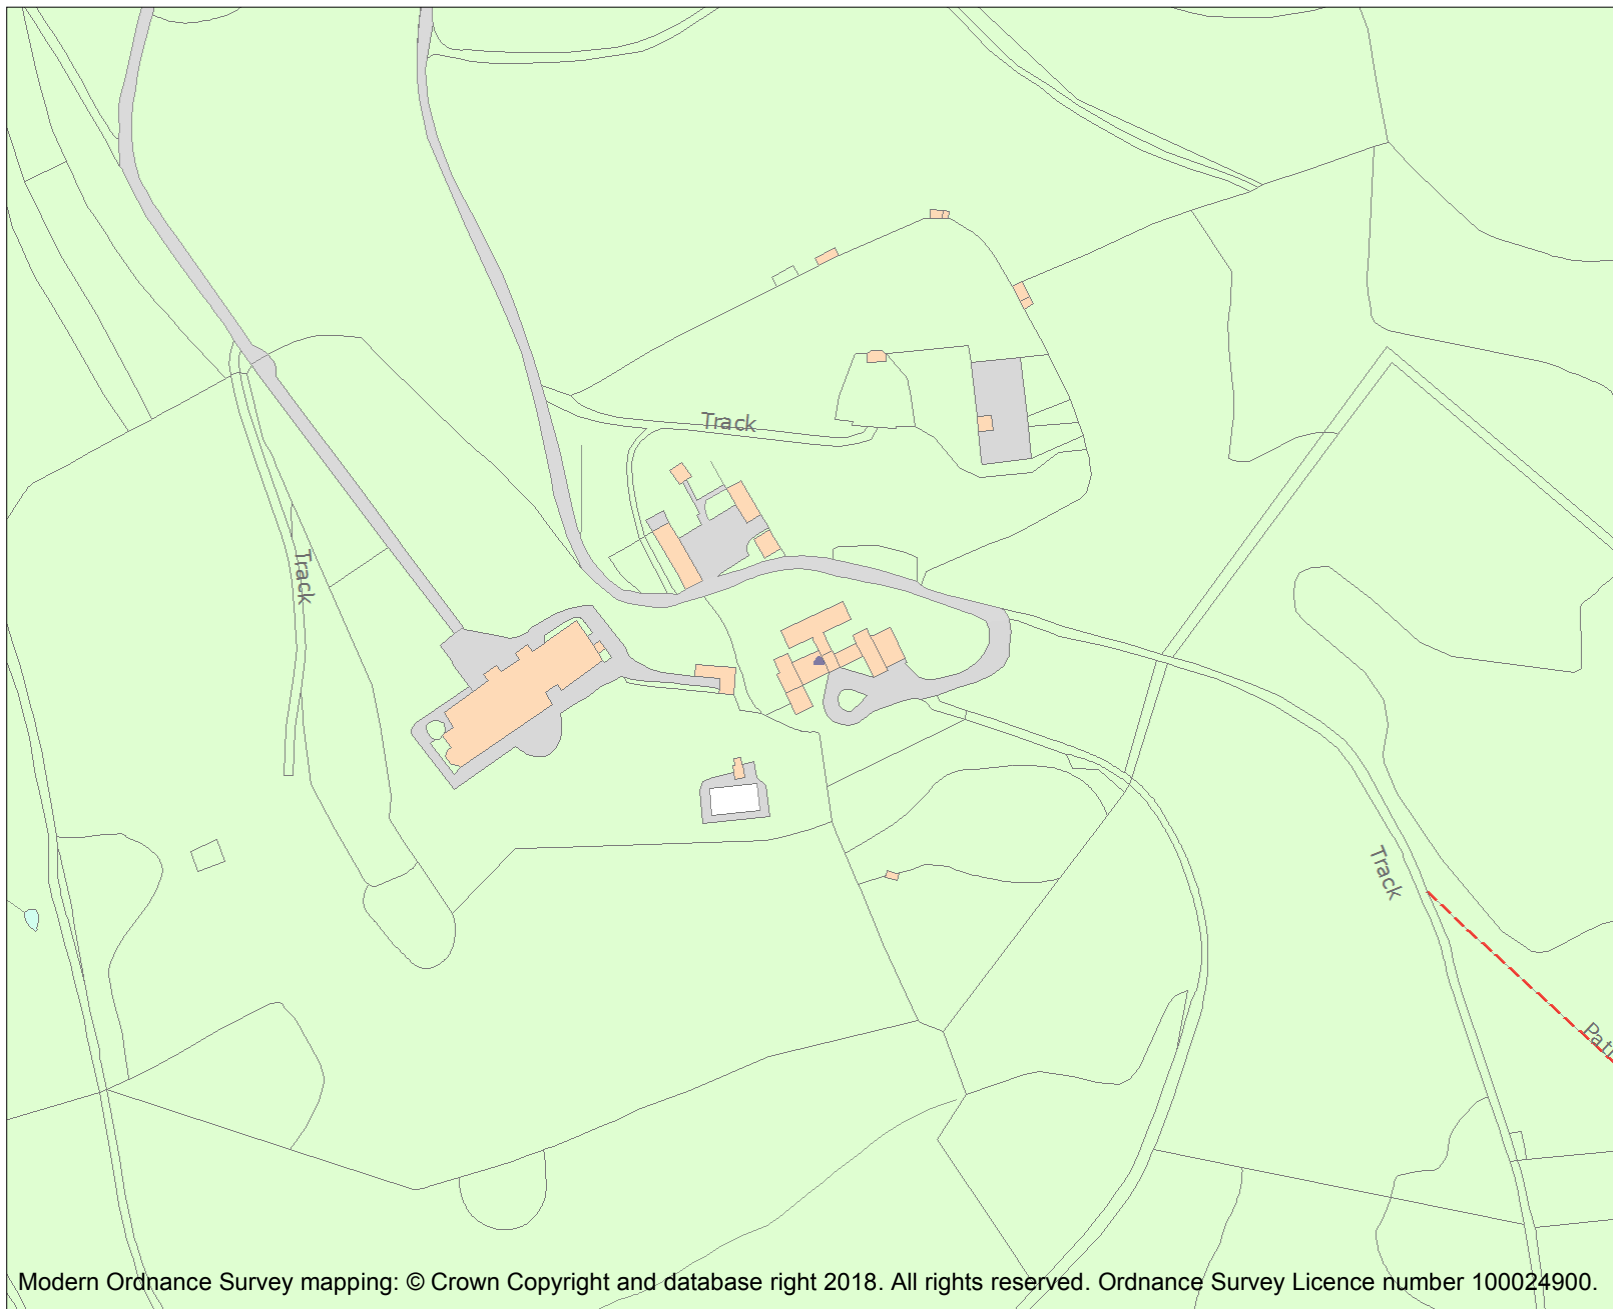 Track
Track
Track
Modern Ordnance Survey mapping: © Crown Copyright and database right 2018. All rights reserved. Ordnance Survey Licence number 100024900.